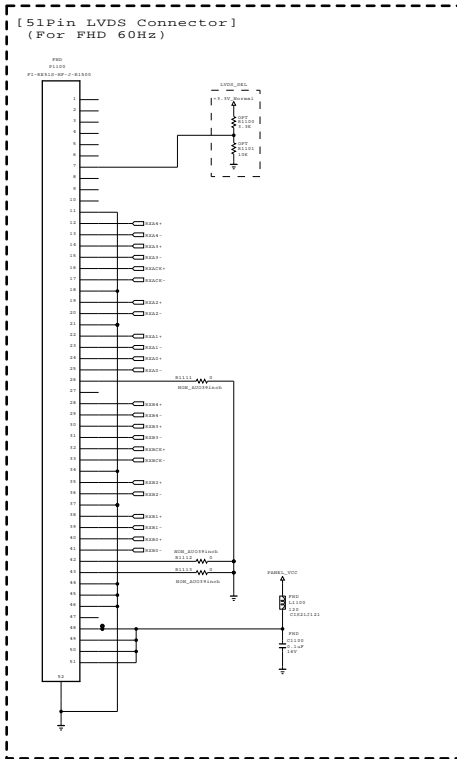 [51Pin LVDS Connector]
(For FHD 60Hz)
FHD
P1100
FI-RE51S-HF-J-R1500
LVDS_SEL
+3.3V_Normal
OPT
R1100
3.3K
OPT
R1101
10K
1
2
3
4
5
6
7
8
9
10
11
12 RXA4+
13 RXA4-
14 RXA3+
15 RXA3-
16 RXACK+
17 RXACK-
18
19 RXA2+
20 RXA2-
21
22 RXA1+
23 RXA1-
24 RXA0+
25 RXA0-
26 R1111 0
NON_AUO39inch
27
28 RXB4+
29 RXB4-
30 RXB3+
31 RXB3-
32 RXBCK+
33 RXBCK-
34
35 RXB2+
36 RXB2-
37
38 RXB1+
39 RXB1-
40 RXB0+
41 RXB0-
NON_AUO39inch
42 R1112 0
43 R1113 0
NON_AUO39inch
44
45
46
47
48
49
50
51
52
PANEL_VCC
FHD
L1100
120
CIS21J121
FHD
C1100
0.1uF
16V